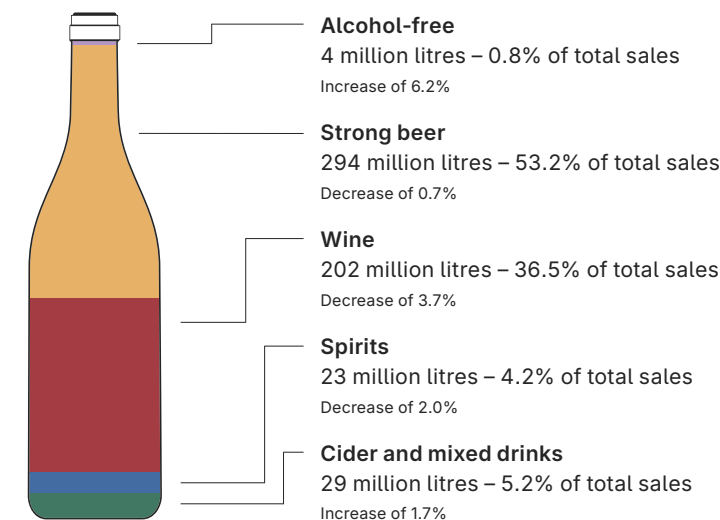 Alcohol-free
4 million litres – 0.8% of total sales
Increase of 6.2%
Strong beer
294 million litres – 53.2% of total sales
Decrease of 0.7%
Wine
202 million litres – 36.5% of total sales
Decrease of 3.7%
Spirits
23 million litres – 4.2% of total sales
Decrease of 2.0%
Cider and mixed drinks
29 million litres – 5.2% of total sales
Increase of 1.7%